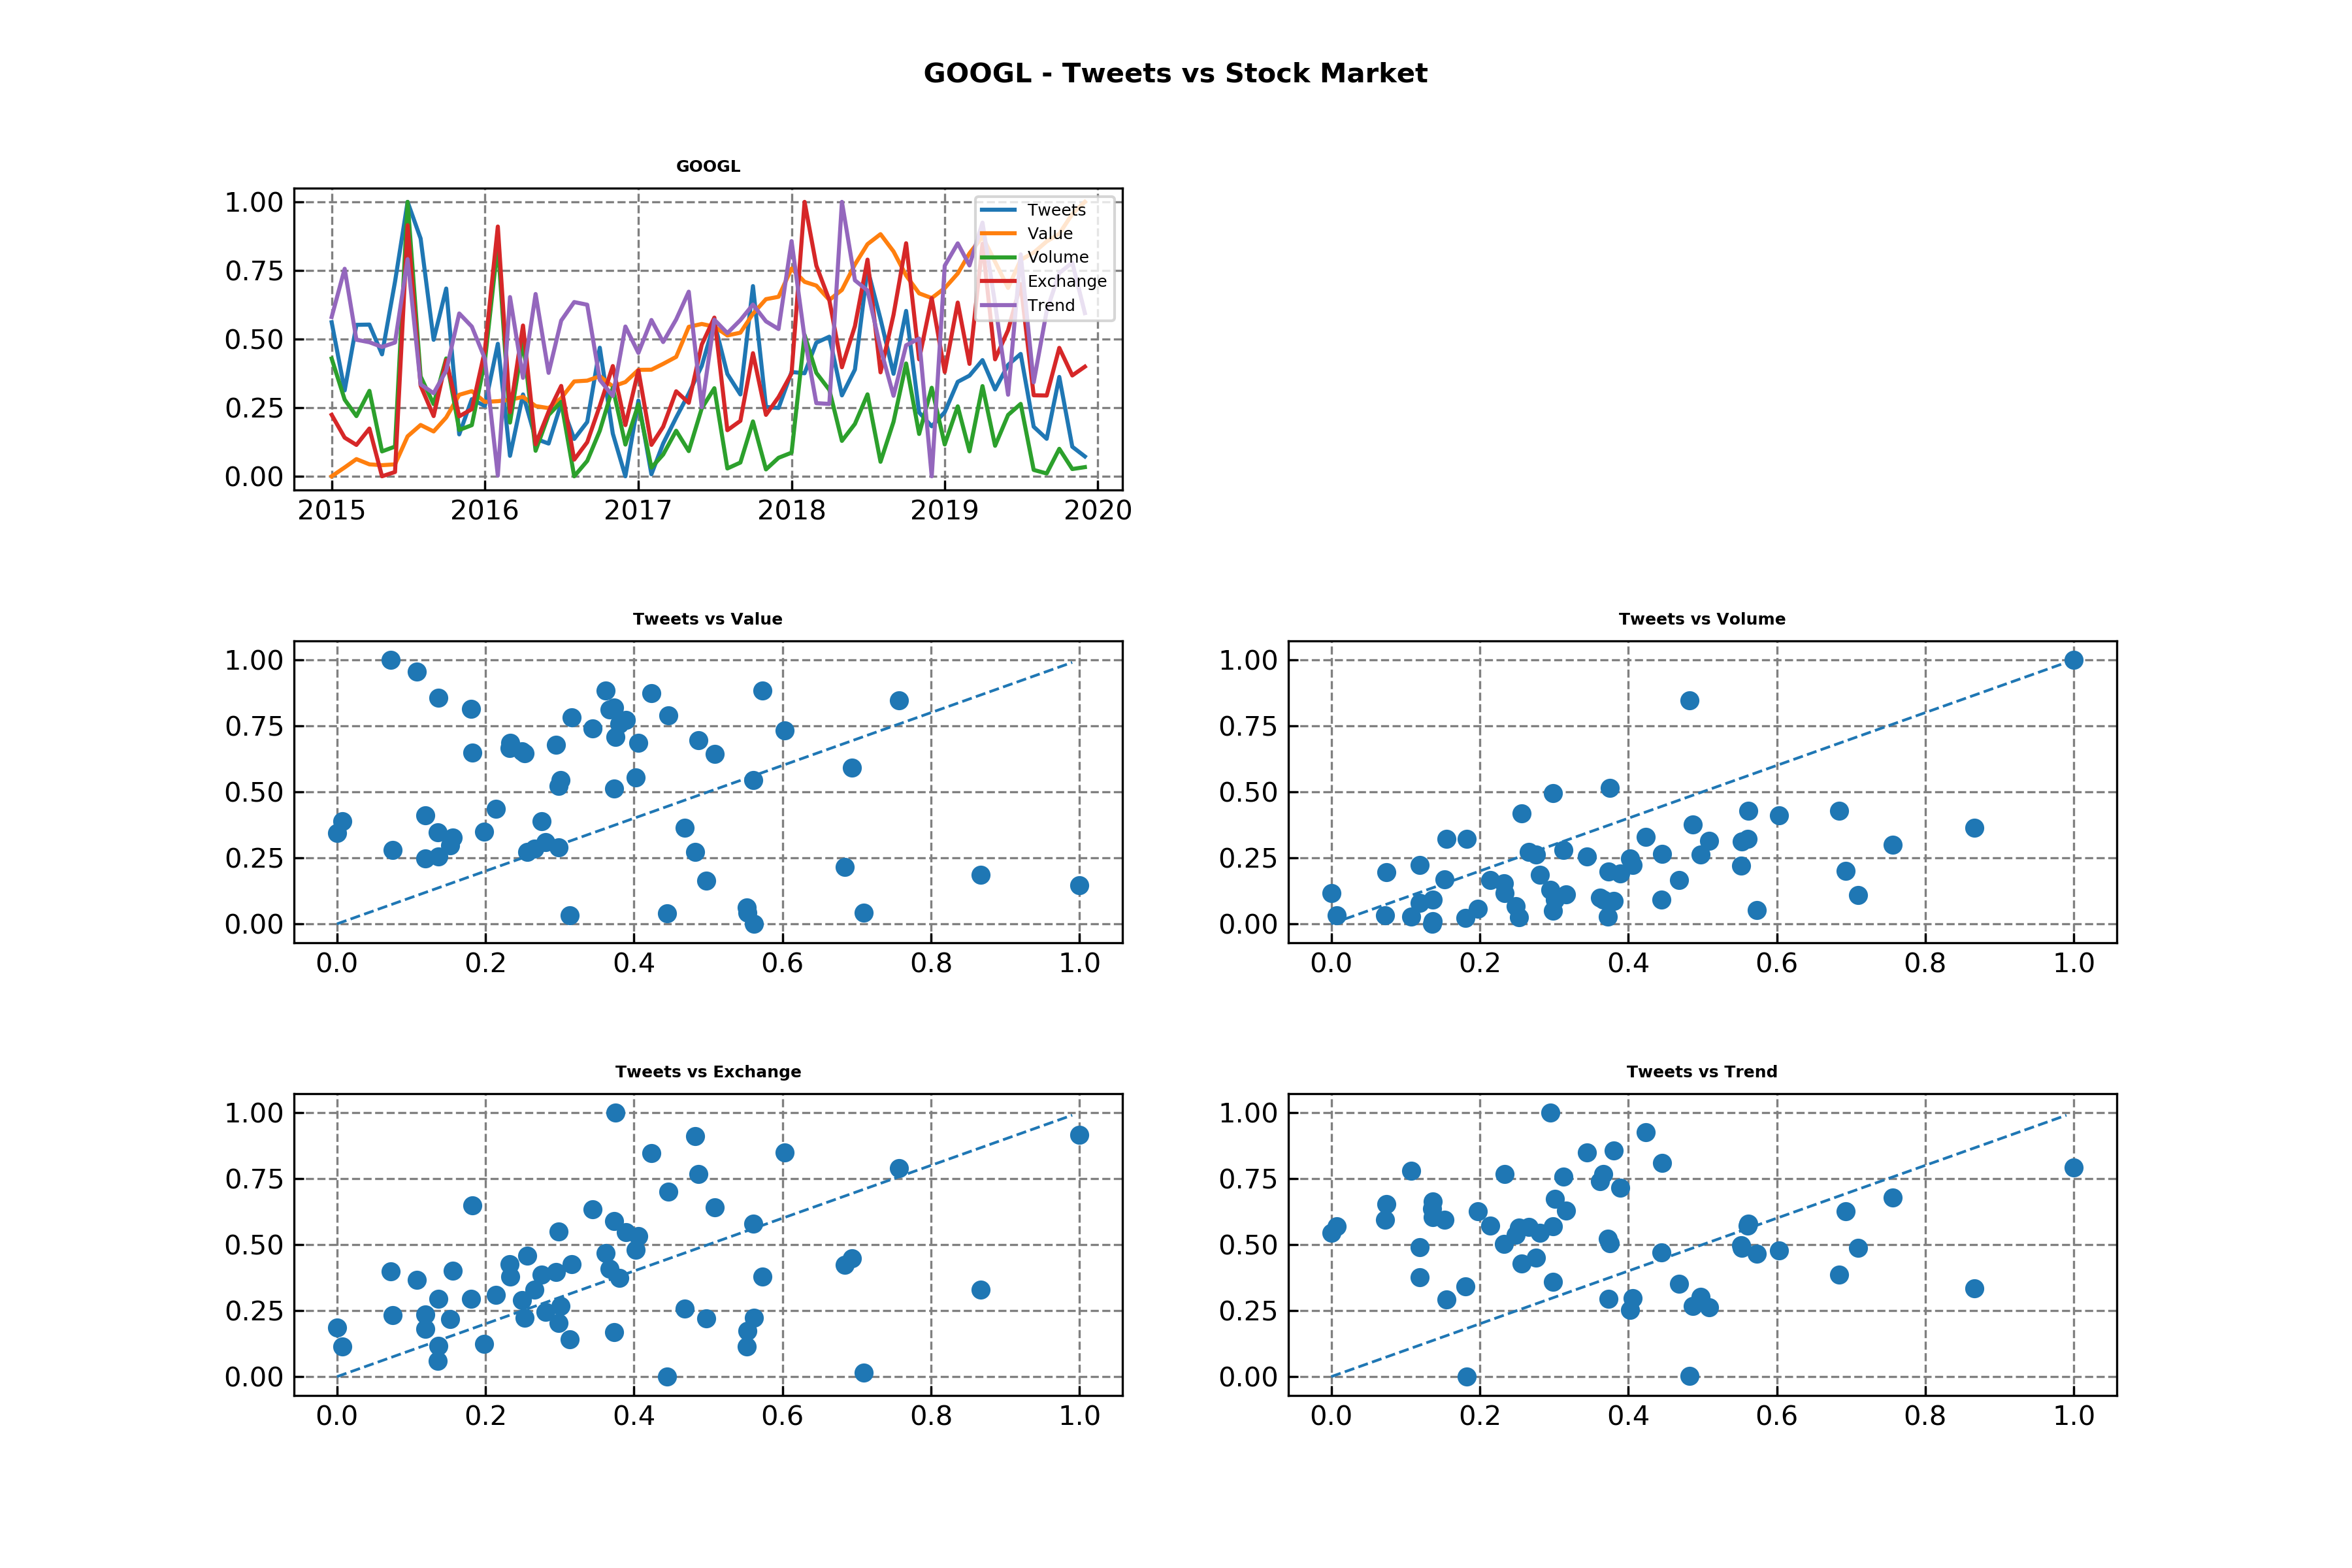 GOOGL - Tweets vs Stock Market
GOOGL
1.00
0.75
0.50
0.25
0.00
2015 2016 2017 2018 2019 2020
Tweets
Value
Volume
Exchange
Trend
Tweets vs Value
1.00
0.75
0.50
0.25
0.00
0.0 0.2 0.4 0.6 0.8 1.0
Tweets vs Volume
1.00
0.75
0.50
0.25
0.00
0.0 0.2 0.4 0.6 0.8 1.0
Tweets vs Exchange
1.00
0.75
0.50
0.25
0.00
0.0 0.2 0.4 0.6 0.8 1.0
Tweets vs Trend
1.00
0.75
0.50
0.25
0.00
0.0 0.2 0.4 0.6 0.8 1.0